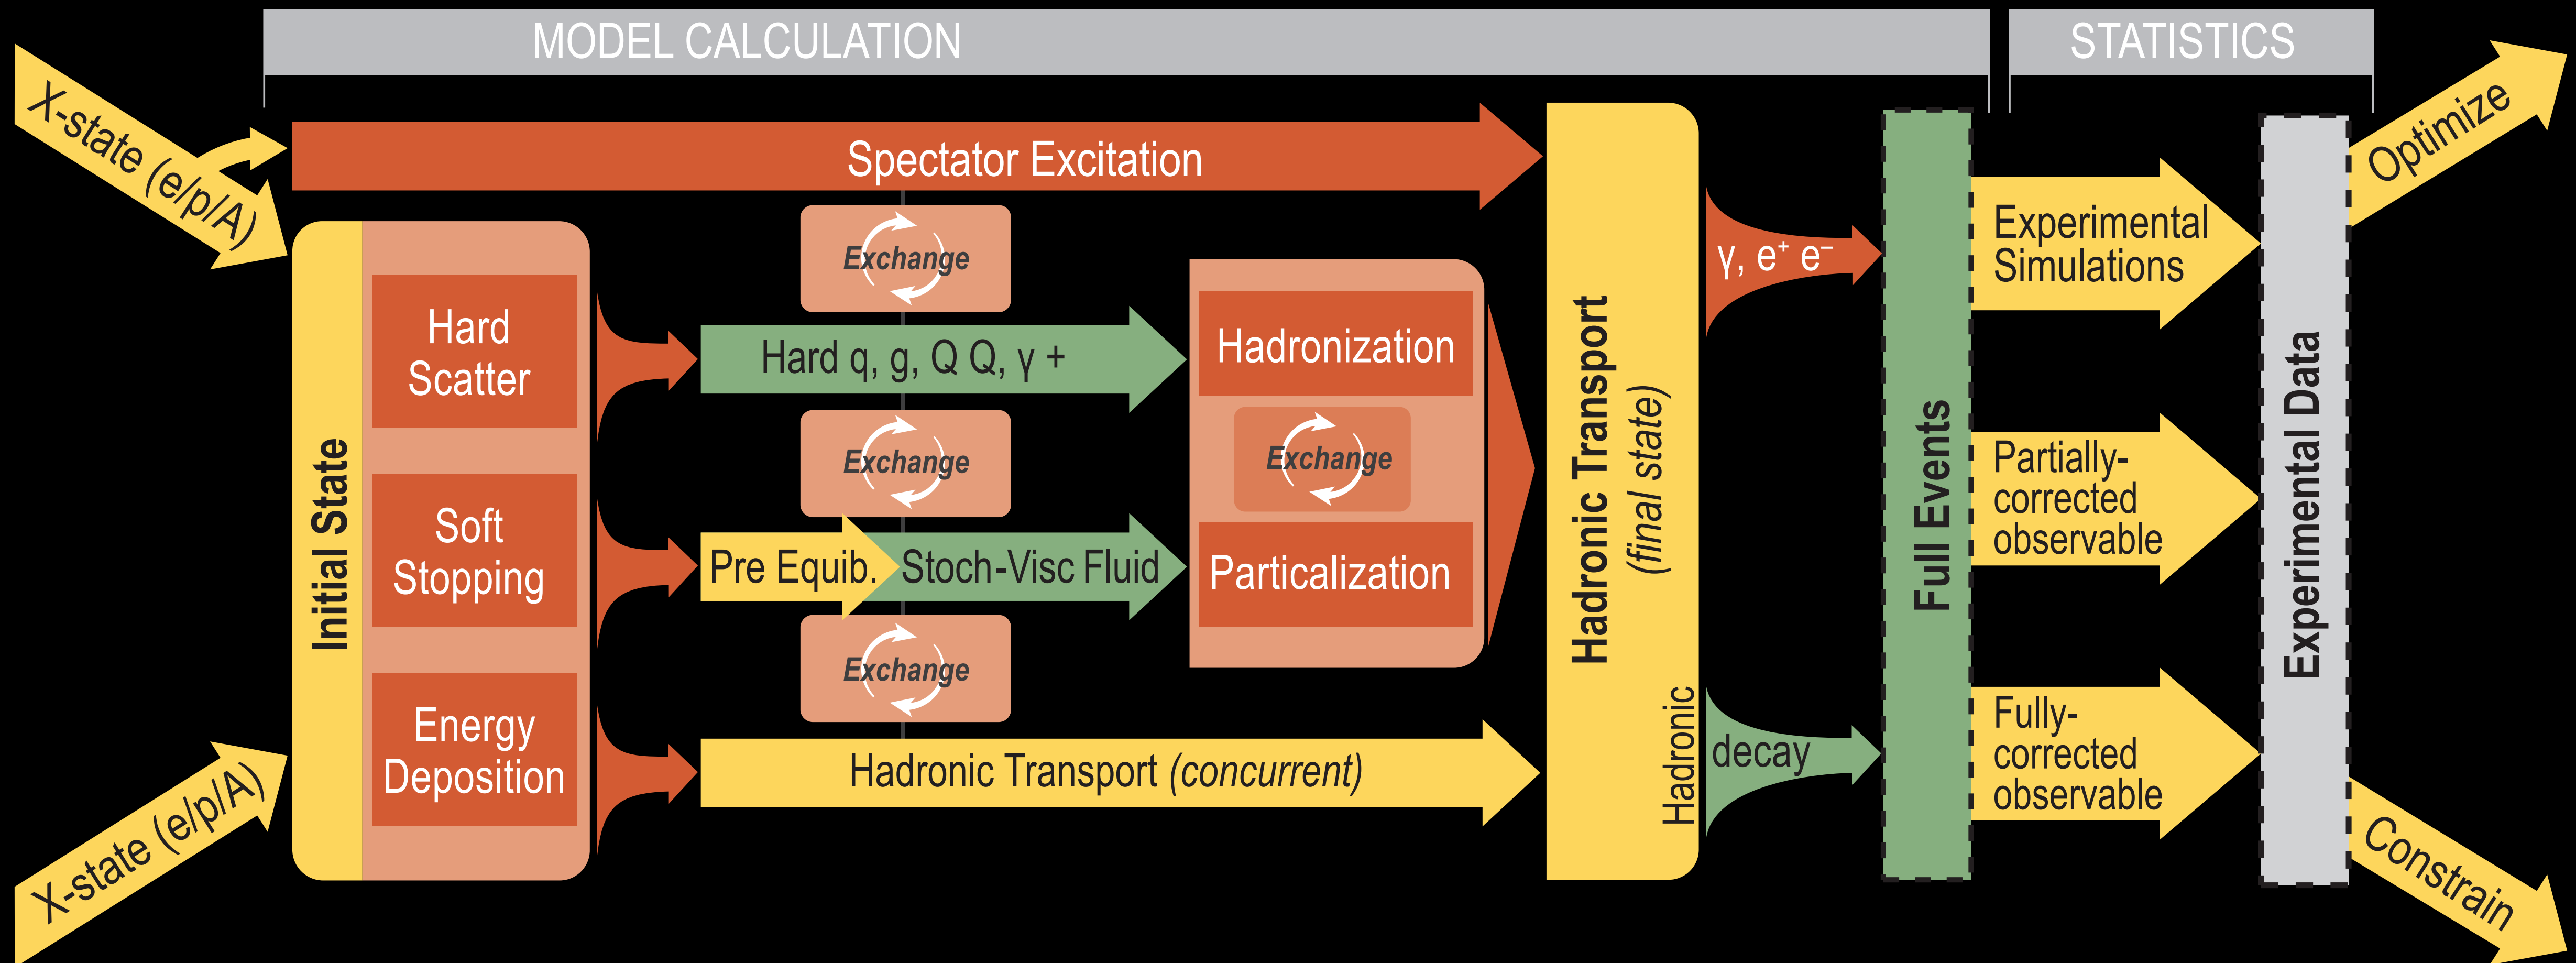 MODEL CALCULATION
STATISTICS
X-state (e/p/A)
X-state (e/p/A)
Spectator Excitation
Initial State
Hard
Scatter
Soft
Stopping
Energy
Deposition
Exchange
Hard q, g, Q Q, γ +
Exchange
Pre Equib.
Stoch-Visc Fluid
Exchange
Hadronic Transport (concurrent)
Hadronization
Exchange
Particalization
Hadronic Transport
(final state)
γ, e⁺ e⁻
Hadronic
decay
Full Events
Experimental
Simulations
Partially-
corrected
observable
Fully-
corrected
observable
Experimental Data
Optimize
Constrain